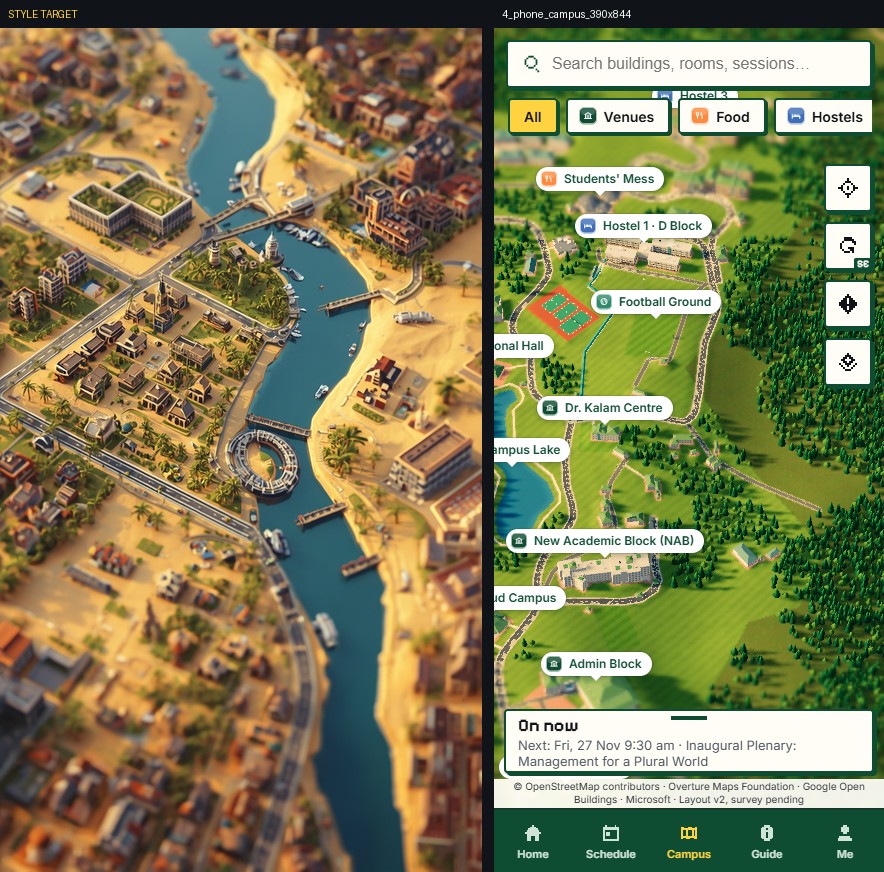 STYLE TARGET
4_phone_campus_390x844
Search buildings, rooms, sessions...
Hostel 3
All
Venues
Food
Hostels
Students' Mess
Hostel 1 · D Block
SE
Football Ground
onal Hall
Dr. Kalam Centre
ampus Lake
New Academic Block (NAB)
ud Campus
Admin Block
On now
Next: Fri, 27 Nov 9:30 am · Inaugural Plenary:
Management for a Plural World
© OpenStreetMap contributors · Overture Maps Foundation · Google Open
Buildings · Microsoft · Layout v2, survey pending
Home
Schedule
Campus
Guide
Me